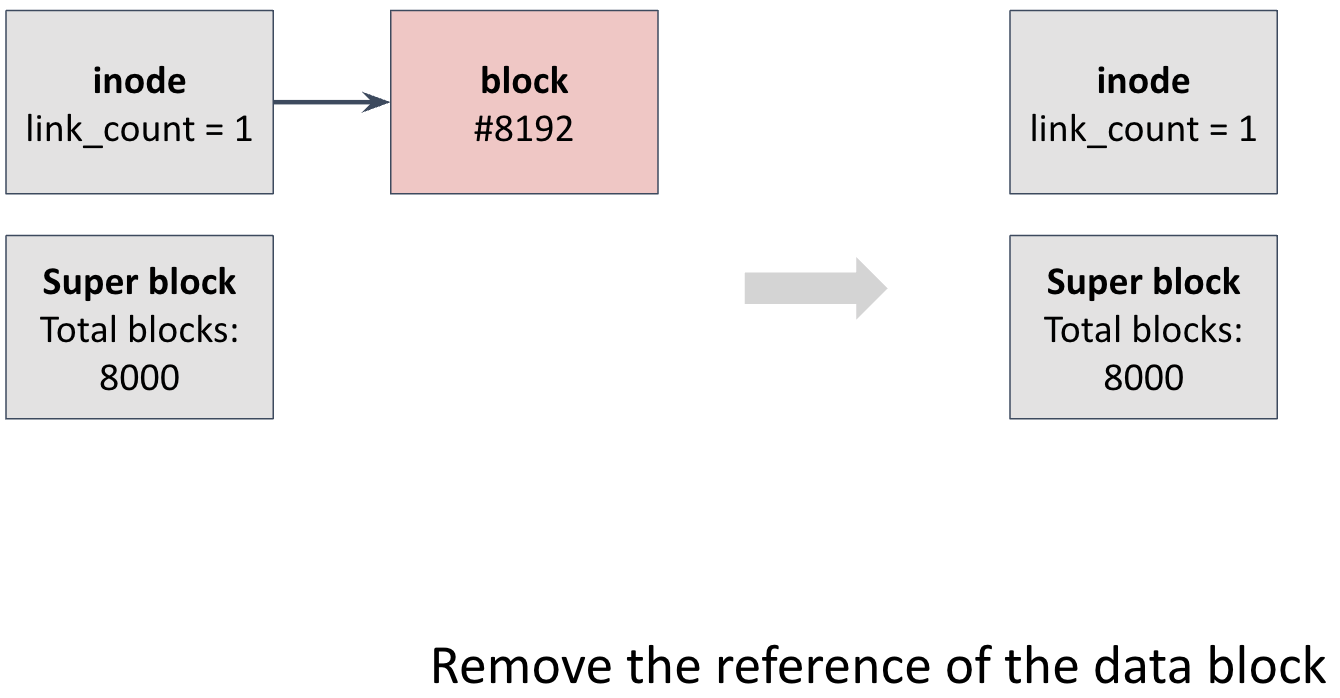 inode
link_count = 1
block
#8192
inode
link_count = 1
Super block
Total blocks:
8000
Super block
Total blocks:
8000
Remove the reference of the data block